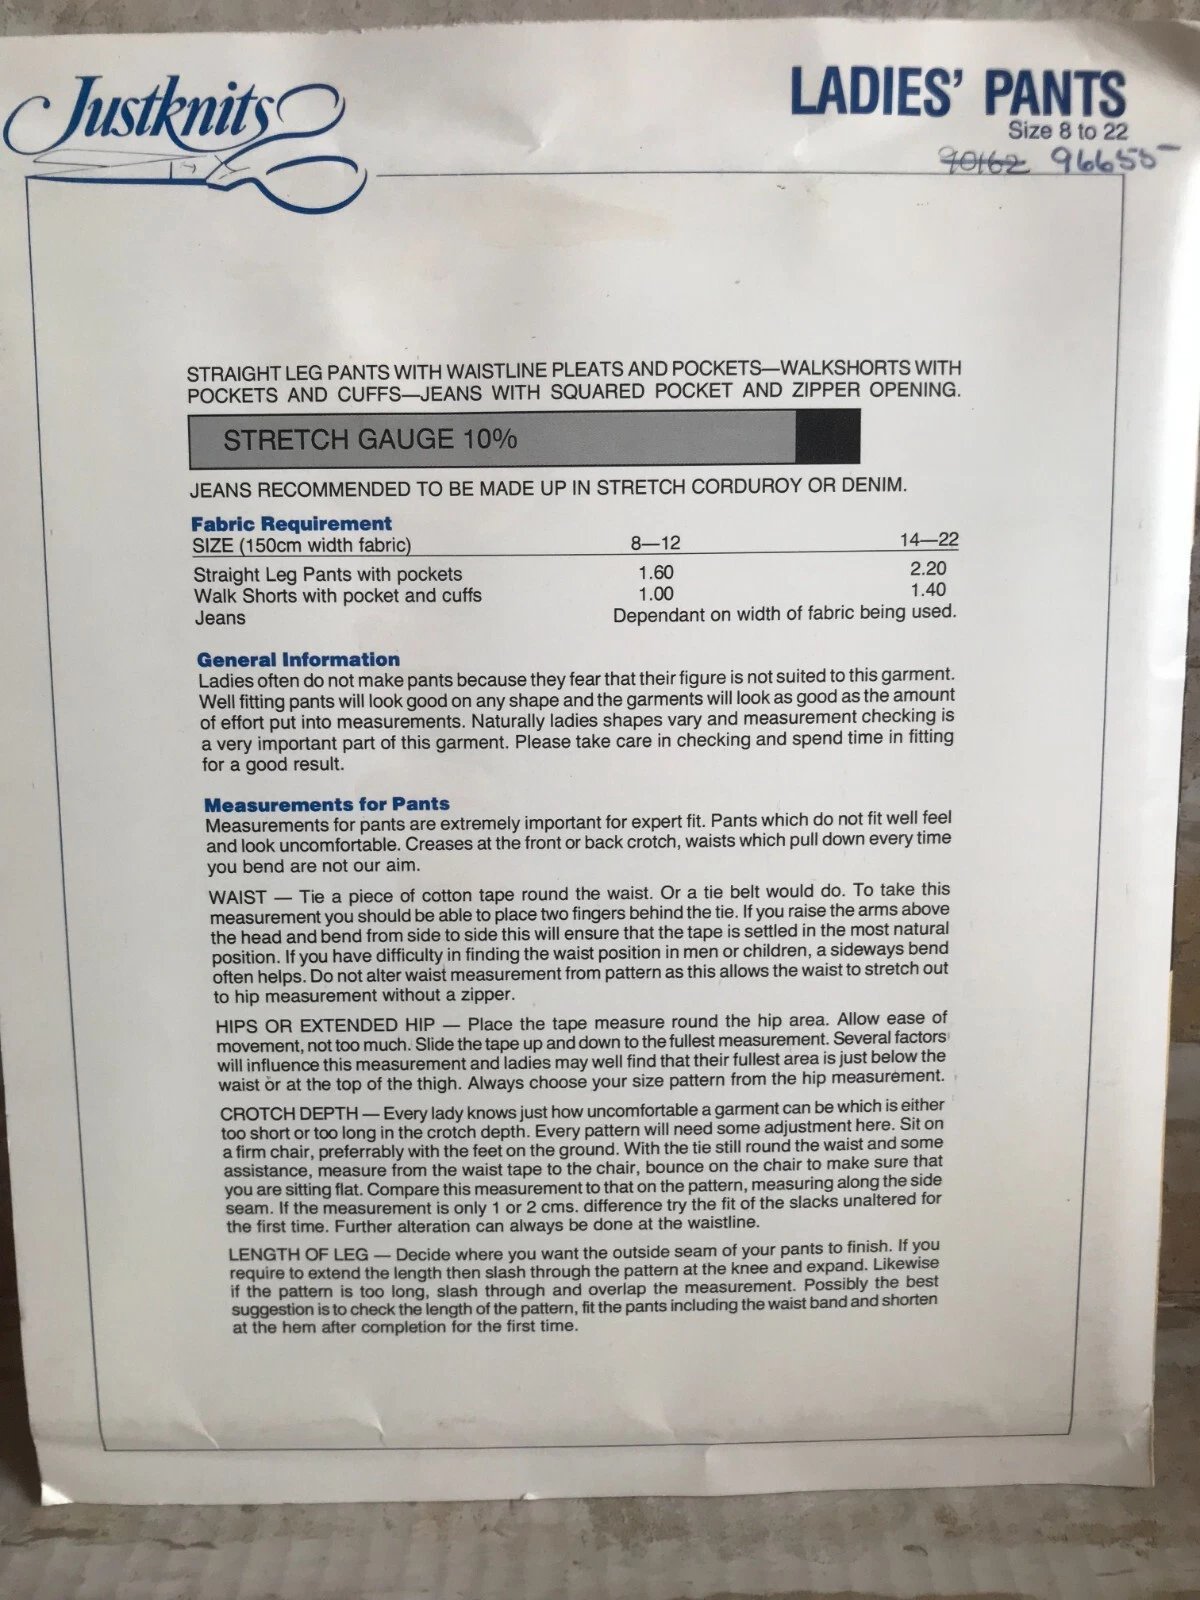 Justknits
LADIES' PANTS
Size 8 to 22
90162 96655
STRAIGHT LEG PANTS WITH WAISTLINE PLEATS AND POCKETS—WALKSHORTS WITH
POCKETS AND CUFFS—JEANS WITH SQUARED POCKET AND ZIPPER OPENING.
STRETCH GAUGE 10%
JEANS RECOMMENDED TO BE MADE UP IN STRETCH CORDUROY OR DENIM.
Fabric Requirement
SIZE (150cm width fabric) 8—12 14—22
Straight Leg Pants with pockets 1.60 2.20
Walk Shorts with pocket and cuffs 1.00 1.40
Jeans Dependant on width of fabric being used.
General Information
Ladies often do not make pants because they fear that their figure is not suited to this garment.
Well fitting pants will look good on any shape and the garments will look as good as the amount
of effort put into measurements. Naturally ladies shapes vary and measurement checking is
a very important part of this garment. Please take care in checking and spend time in fitting
for a good result.
Measurements for Pants
Measurements for pants are extremely important for expert fit. Pants which do not fit well feel
and look uncomfortable. Creases at the front or back crotch, waists which pull down every time
you bend are not our aim.
WAIST — Tie a piece of cotton tape round the waist. Or a tie belt would do. To take this
measurement you should be able to place two fingers behind the tie. If you raise the arms above
the head and bend from side to side this will ensure that the tape is settled in the most natural
position. If you have difficulty in finding the waist position in men or children, a sideways bend
often helps. Do not alter waist measurement from pattern as this allows the waist to stretch out
to hip measurement without a zipper.
HIPS OR EXTENDED HIP — Place the tape measure round the hip area. Allow ease of
movement, not too much. Slide the tape up and down to the fullest measurement. Several factors
will influence this measurement and ladies may well find that their fullest area is just below the
waist or at the top of the thigh. Always choose your size pattern from the hip measurement.
CROTCH DEPTH — Every lady knows just how uncomfortable a garment can be which is either
too short or too long in the crotch depth. Every pattern will need some adjustment here. Sit on
a firm chair, preferrably with the feet on the ground. With the tie still round the waist and some
assistance, measure from the waist tape to the chair, bounce on the chair to make sure that
you are sitting flat. Compare this measurement to that on the pattern, measuring along the side
seam. If the measurement is only 1 or 2 cms. difference try the fit of the slacks unaltered for
the first time. Further alteration can always be done at the waistline.
LENGTH OF LEG — Decide where you want the outside seam of your pants to finish. If you
require to extend the length then slash through the pattern at the knee and expand. Likewise
if the pattern is too long, slash through and overlap the measurement. Possibly the best
suggestion is to check the length of the pattern, fit the pants including the waist band and shorten
at the hem after completion for the first time.